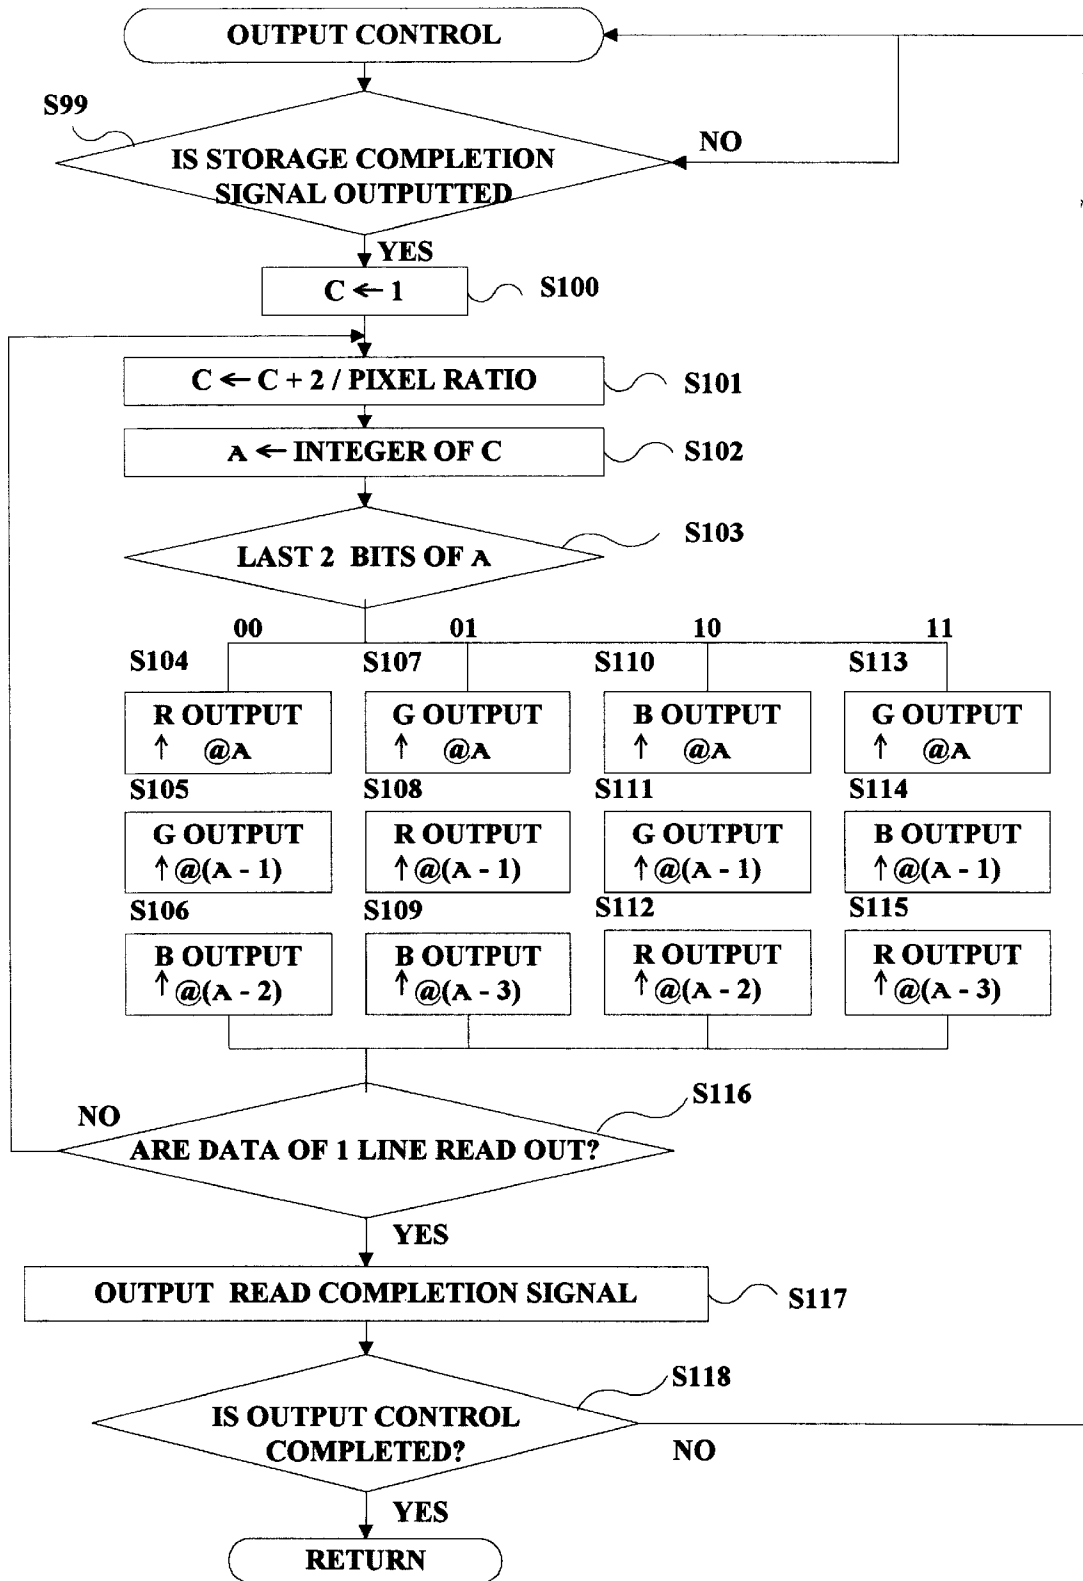 OUTPUT CONTROL
S99
IS STORAGE COMPLETION
SIGNAL OUTPUTTED
NO
YES
C ← 1
S100
C ← C + 2 / PIXEL RATIO
S101
A ← INTEGER OF C
S102
LAST 2 BITS OF A
S103
00 01 10 11
S104 S107 S110 S113
R OUTPUT
↑ @A
G OUTPUT
↑ @A
B OUTPUT
↑ @A
G OUTPUT
↑ @A
S105 S108 S111 S114
G OUTPUT
↑ @(A - 1)
R OUTPUT
↑ @(A - 1)
G OUTPUT
↑ @(A - 1)
B OUTPUT
↑ @(A - 1)
S106 S109 S112 S115
B OUTPUT
↑ @(A - 2)
B OUTPUT
↑ @(A - 3)
R OUTPUT
↑ @(A - 2)
R OUTPUT
↑ @(A - 3)
S116
NO
ARE DATA OF 1 LINE READ OUT?
YES
OUTPUT READ COMPLETION SIGNAL
S117
S118
IS OUTPUT CONTROL
COMPLETED?
NO
YES
RETURN